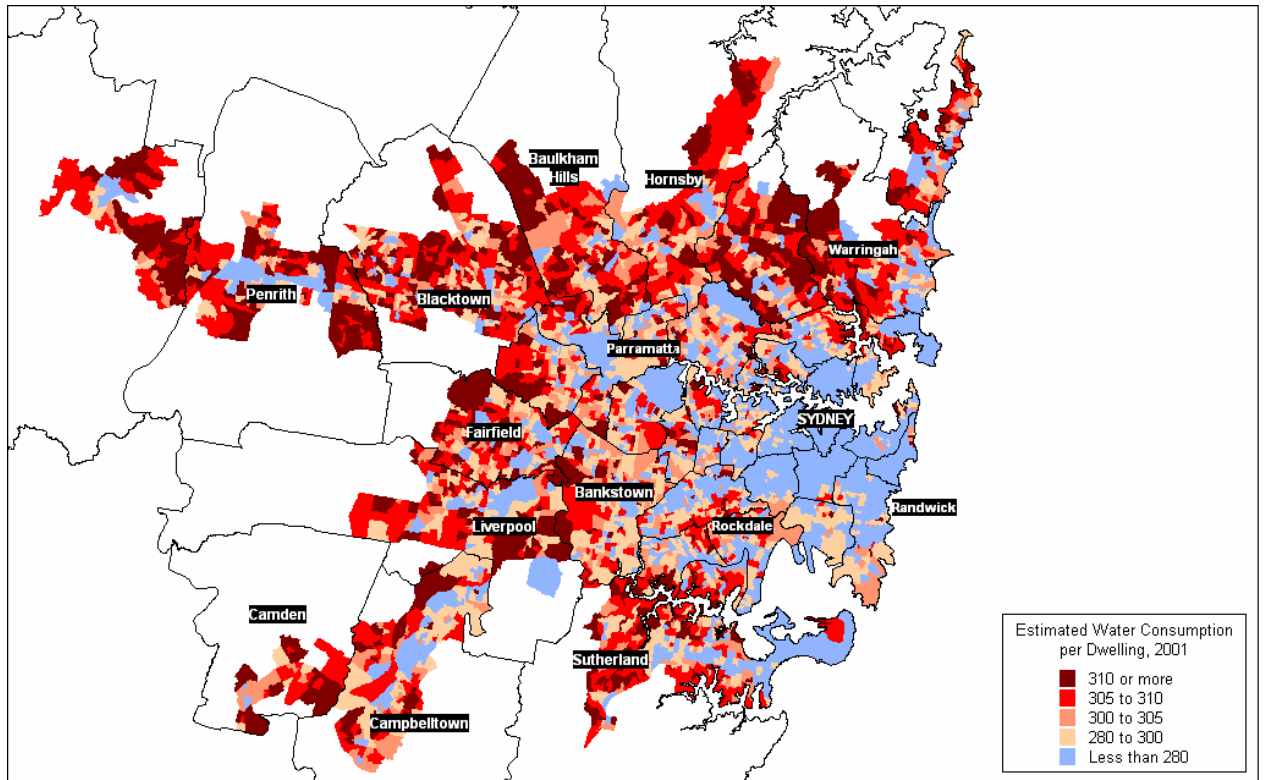 Baulkham
Hills
Hornsby
Warringah
Penrith
Blacktown
Parramatta
SYDNEY
Fairfield
Bankstown
Randwick
Liverpool
Rockdale
Camden
Sutherland
Campbelltown
Estimated Water Consumption
per Dwelling, 2001
310 or more
305 to 310
300 to 305
280 to 300
Less than 280